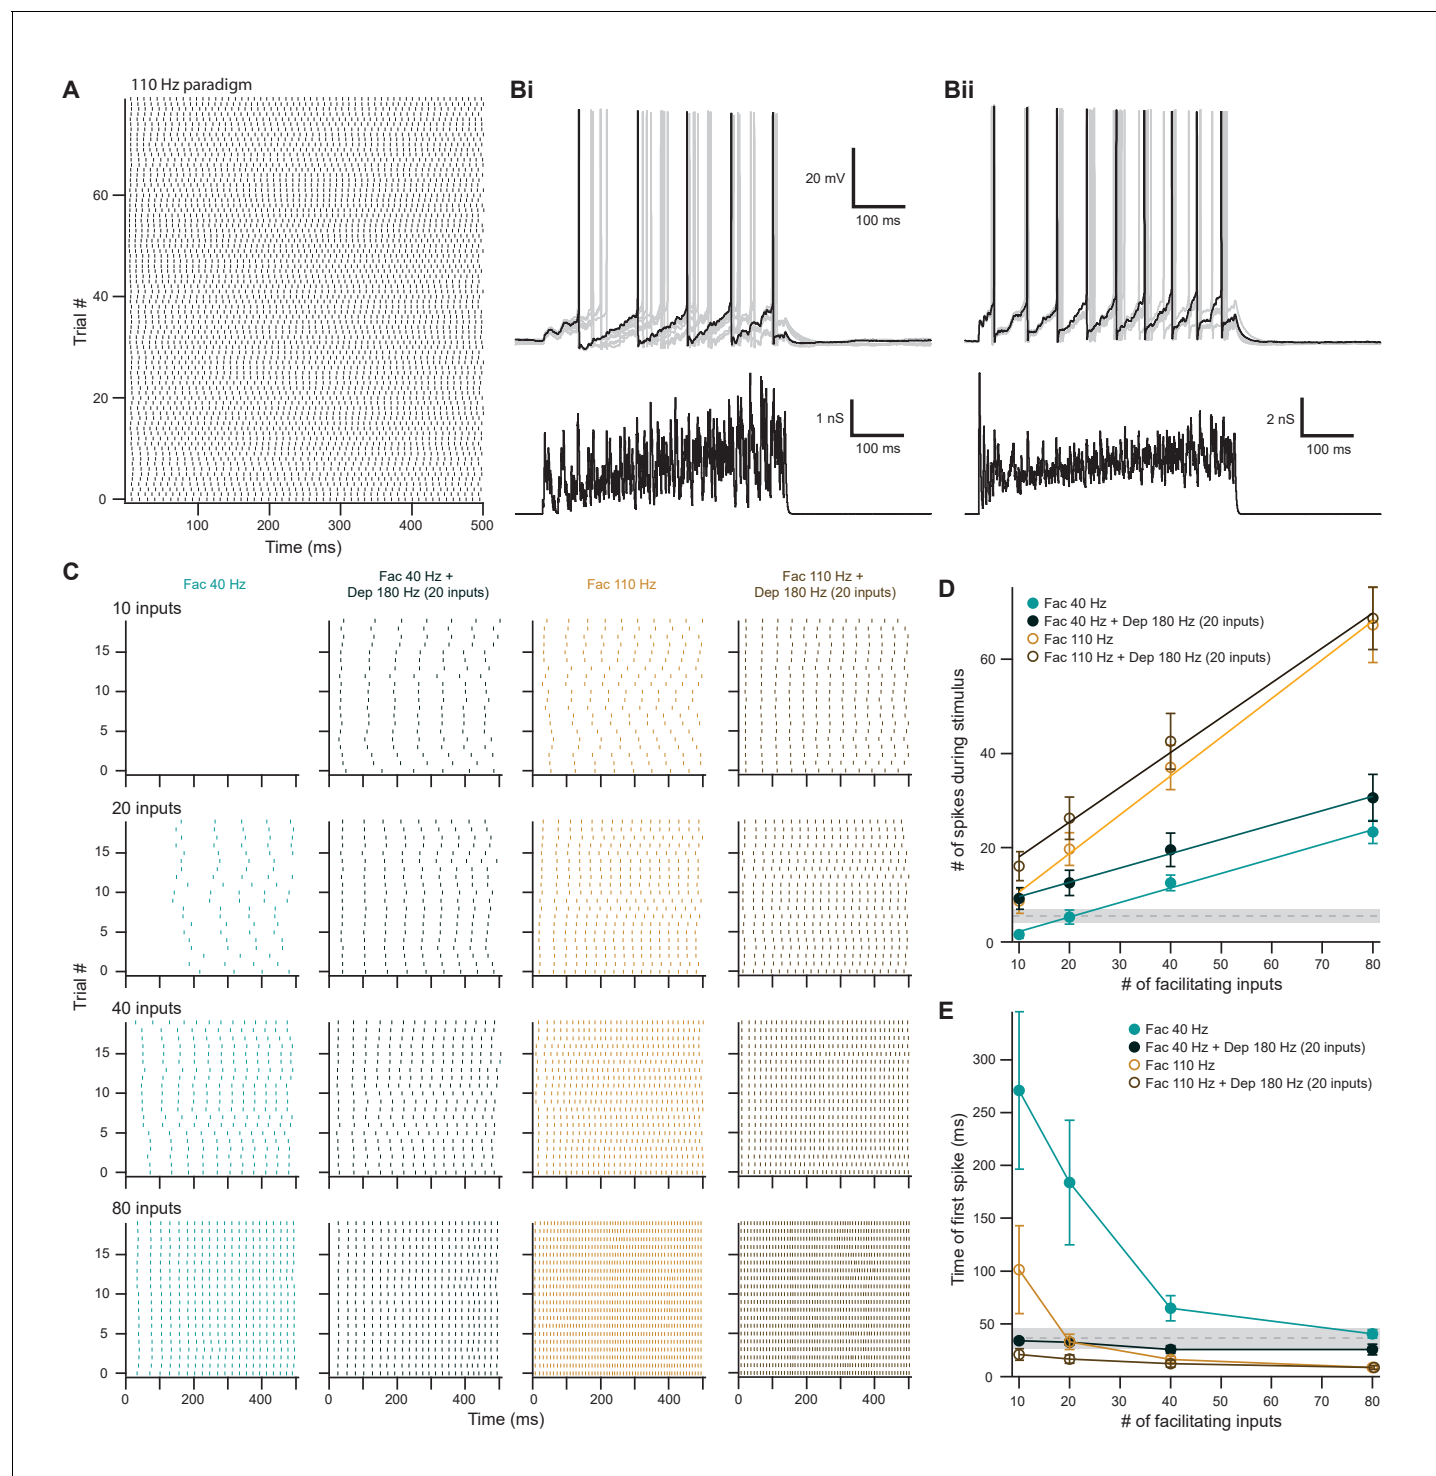 A
110 Hz paradigm
60
40
20
0
Trial #
100
200
300
400
500
Time (ms)
Bi
20 mV
100 ms
1 nS
100 ms
Bii
2 nS
100 ms
C
Fac 40 Hz
Fac 40 Hz +
Dep 180 Hz (20 inputs)
Fac 110 Hz
Fac 110 Hz +
Dep 180 Hz (20 inputs)
10 inputs
15
10
5
0
20 inputs
15
10
5
0
Trial #
40 inputs
15
10
5
0
80 inputs
15
10
5
0
0
200
400
0
200
400
0
200
400
0
200
400
Time (ms)
D
Fac 40 Hz
Fac 40 Hz + Dep 180 Hz (20 inputs)
Fac 110 Hz
Fac 110 Hz + Dep 180 Hz (20 inputs)
# of spikes during stimulus
60
40
20
0
10
20
30
40
50
60
70
80
# of facilitating inputs
E
Fac 40 Hz
Fac 40 Hz + Dep 180 Hz (20 inputs)
Fac 110 Hz
Fac 110 Hz + Dep 180 Hz (20 inputs)
Time of first spike (ms)
300
250
200
150
100
50
0
10
20
30
40
50
60
70
80
# of facilitating inputs